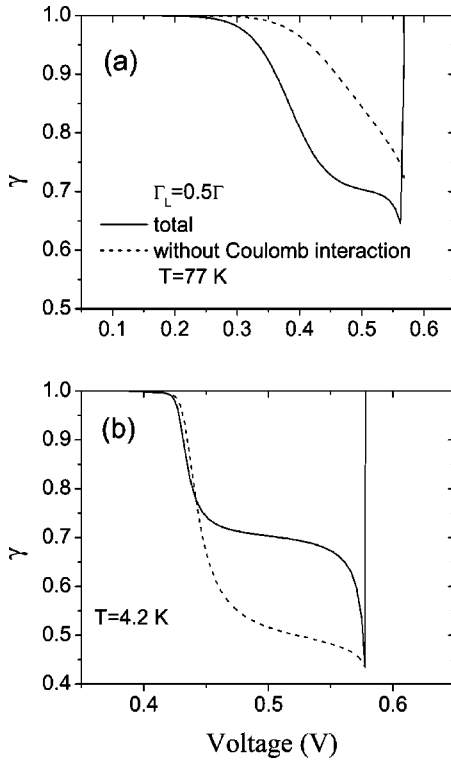 1.0
(a)
0.9
0.8
γ
0.7
Γ_L=0.5Γ
total
0.6
without Coulomb interaction
T=77 K
0.5
0.1 0.2 0.3 0.4 0.5 0.6
1.0
(b)
0.9
0.8
γ
0.7
0.6
T=4.2 K
0.5
0.4
0.4 0.5 0.6
Voltage (V)